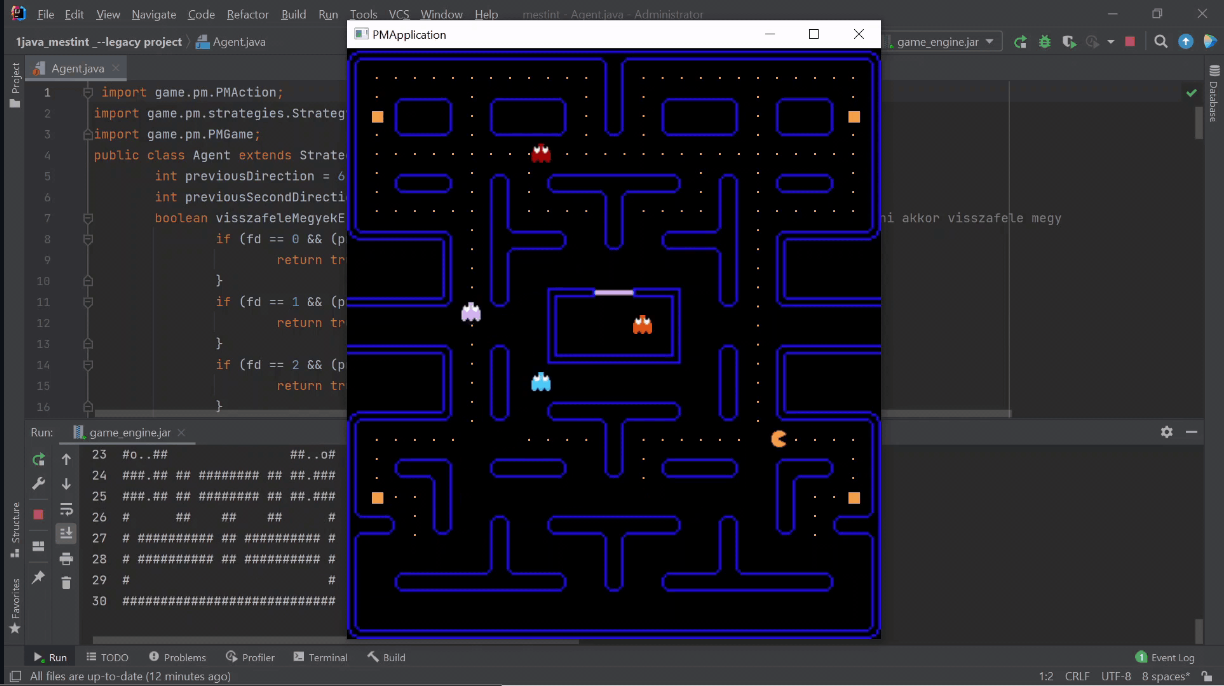 File Edit View Navigate Code Refactor Build Run Tools VCS Window Help mestint - Agent.java - Administrator
PMApplication
1java_mestint _--legacy project Agent.java game_engine.jar
Project
Agent.java
Database
1 import game.pm.PMAction;
2 import game.pm.strategies.Strateg
3 import game.pm.PMGame;
4 public class Agent extends Strate
5 int previousDirection = 6
6 int previousSecondDirecti
7 boolean visszafeleMegyekE ni akkor visszafele megy
8 if (fd == 0 && (p
9 return tr
10 }
11 if (fd == 1 && (p
12 return tr
13 }
14 if (fd == 2 && (p
15 return tr
16 }
Run: game_engine.jar
23 #o..## ##..o#
24 ###.## ## ######## ## ##.###
25 ###.## ## ######## ## ##.###
26 # ## ## ## #
27 # ########## ## ########## #
28 # ########## ## ########## #
29 # #
30 ############################
Structure
Favorites
Run TODO Problems Profiler Terminal Build 1 Event Log
All files are up-to-date (12 minutes ago) 1:2 CRLF UTF-8 8 spaces*